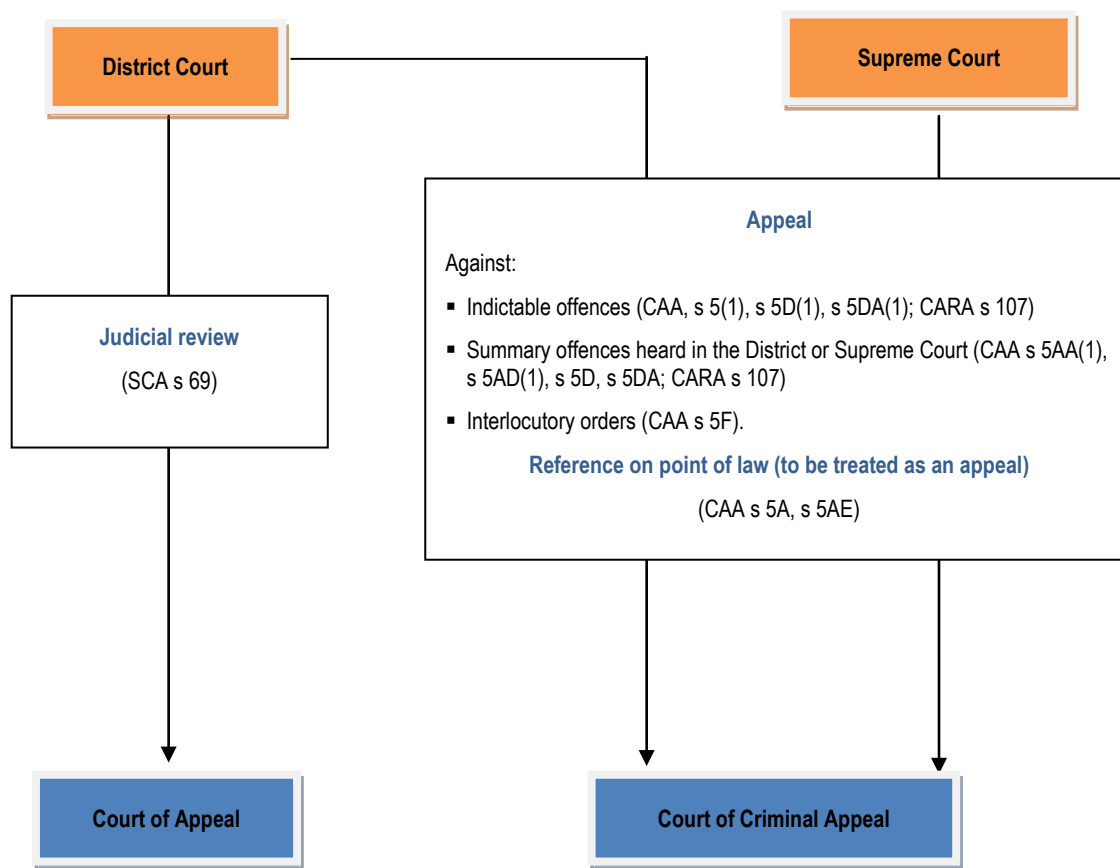 District Court
Supreme Court
Judicial review
(SCA s 69)
Appeal
Against:
▪ Indictable offences (CAA, s 5(1), s 5D(1), s 5DA(1); CARA s 107)
▪ Summary offences heard in the District or Supreme Court (CAA s 5AA(1),
s 5AD(1), s 5D, s 5DA; CARA s 107)
▪ Interlocutory orders (CAA s 5F).
Reference on point of law (to be treated as an appeal)
(CAA s 5A, s 5AE)
Court of Appeal
Court of Criminal Appeal